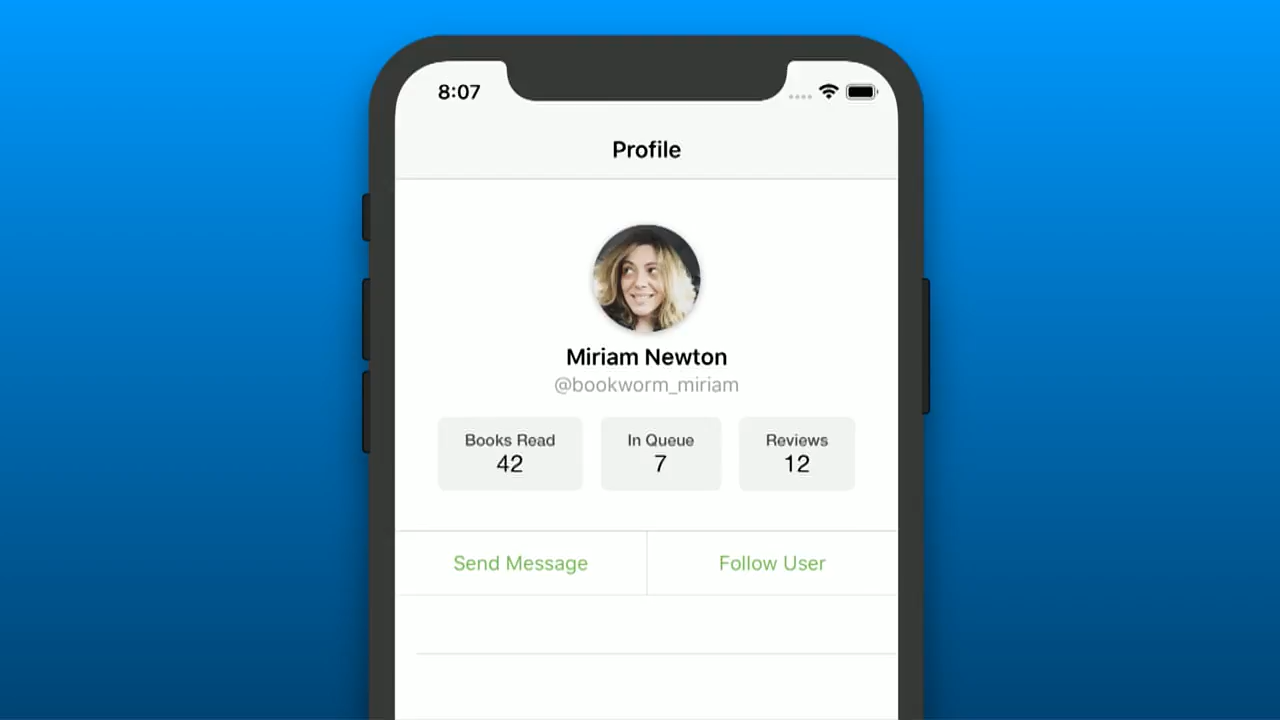 8:07
Profile
Miriam Newton
@bookworm_miriam
Books Read In Queue Reviews
42 7 12
Send Message Follow User